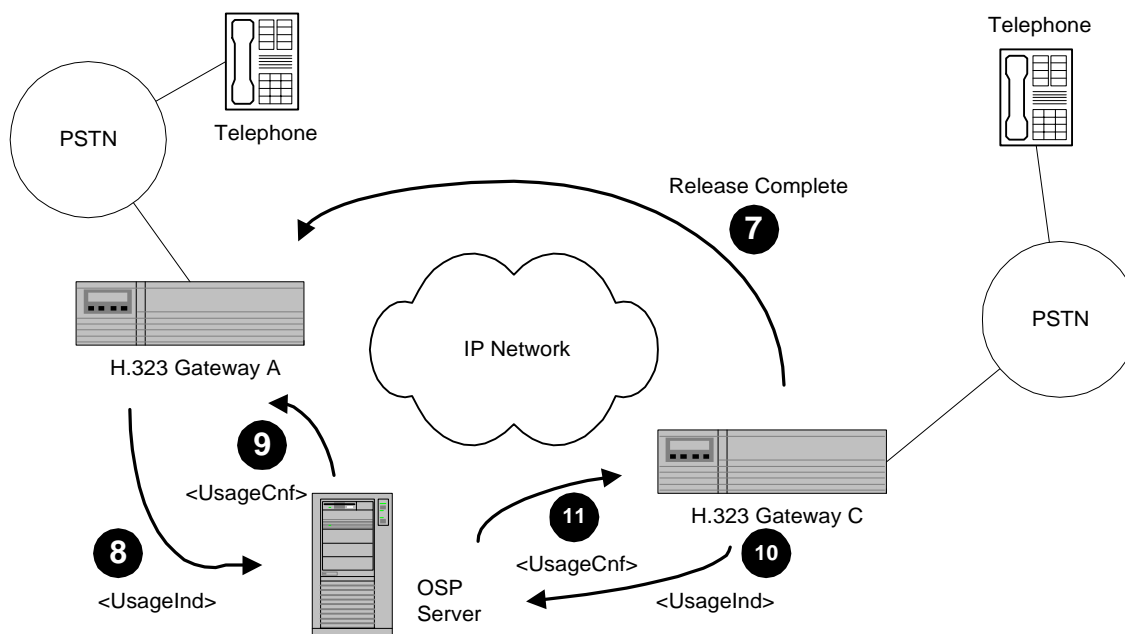 Telephone
Telephone
PSTN
Release Complete
7
PSTN
IP Network
H.323 Gateway A
9
<UsageCnf>
11
H.323 Gateway C
8
10
<UsageCnf>
OSP
Server
<UsageInd>
<UsageInd>